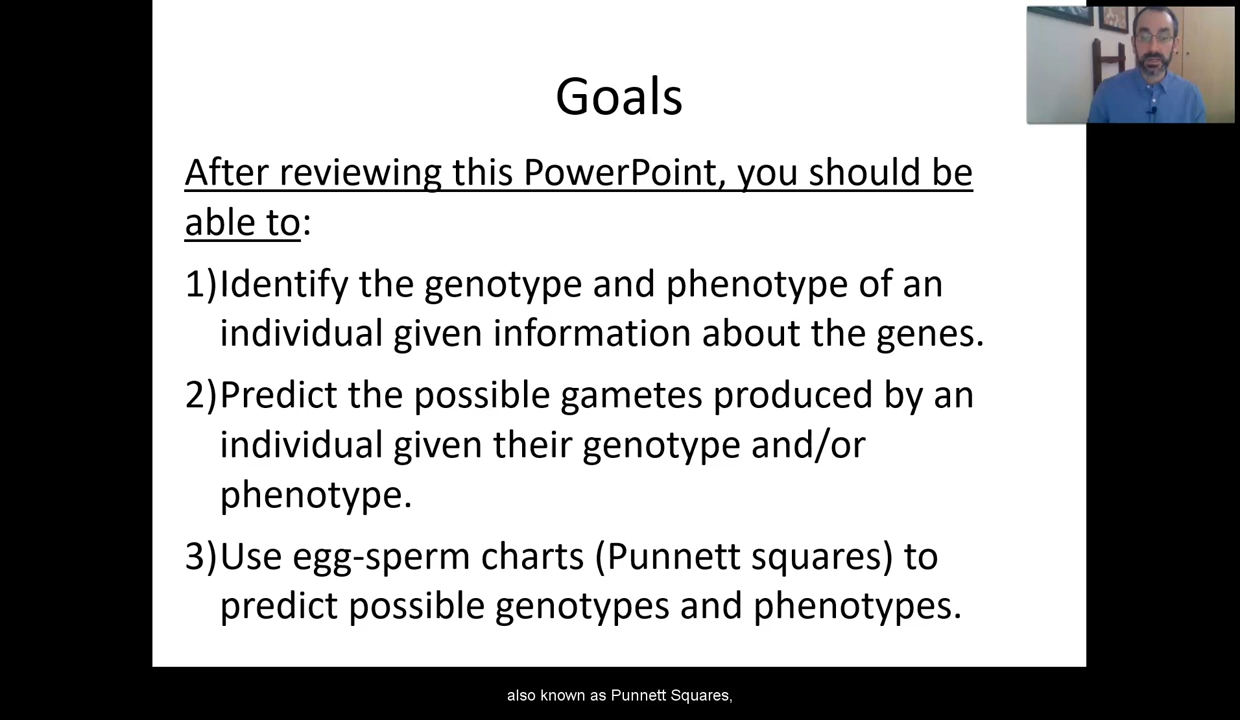 Goals
After reviewing this PowerPoint, you should be
able to:
1)Identify the genotype and phenotype of an
individual given information about the genes.
2)Predict the possible gametes produced by an
individual given their genotype and/or
phenotype.
3)Use egg-sperm charts (Punnett squares) to
predict possible genotypes and phenotypes.
also known as Punnett Squares,